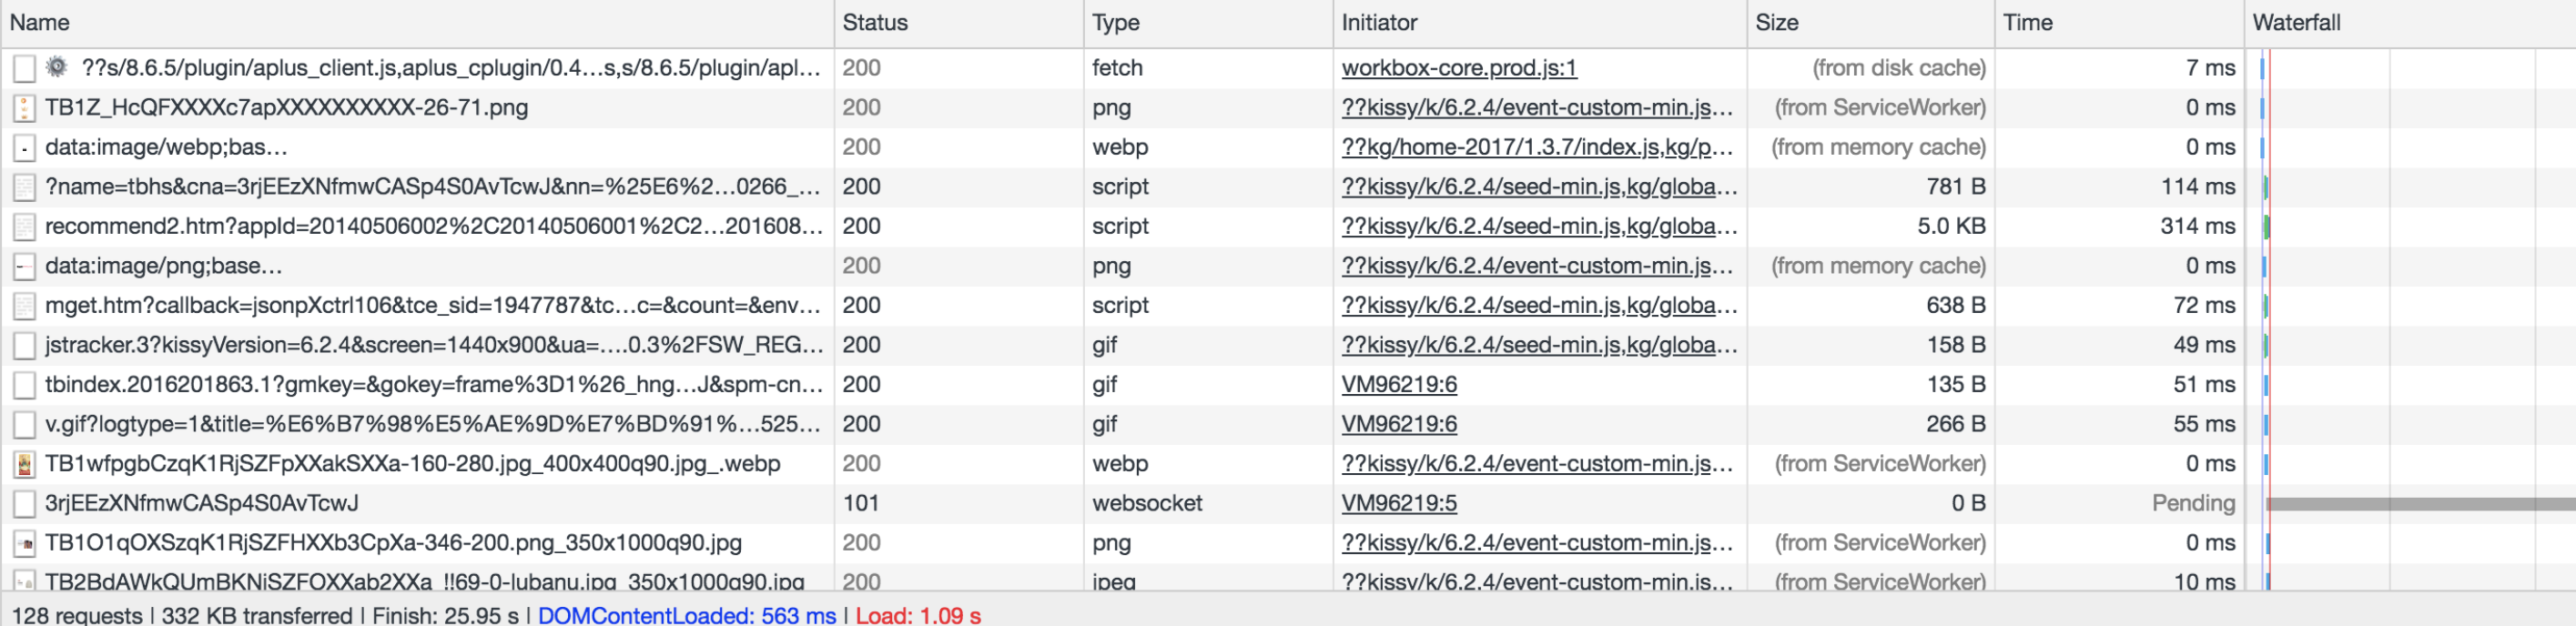 Name Status Type Initiator Size Time Waterfall
??s/8.6.5/plugin/aplus_client.js,aplus_cplugin/0.4…s,s/8.6.5/plugin/apl… 200 fetch workbox-core.prod.js:1 (from disk cache) 7 ms
TB1Z_HcQFXXXXc7apXXXXXXXXXX-26-71.png 200 png ??kissy/k/6.2.4/event-custom-min.js… (from ServiceWorker) 0 ms
data:image/webp;bas… 200 webp ??kg/home-2017/1.3.7/index.js,kg/p… (from memory cache) 0 ms
?name=tbhs&cna=3rjEEzXNfmwCASp4S0AvTcwJ&nn=%25E6%2…0266_… 200 script ??kissy/k/6.2.4/seed-min.js,kg/globa… 781 B 114 ms
recommend2.htm?appId=20140506002%2C20140506001%2C2…201608… 200 script ??kissy/k/6.2.4/seed-min.js,kg/globa… 5.0 KB 314 ms
data:image/png;base… 200 png ??kissy/k/6.2.4/event-custom-min.js… (from memory cache) 0 ms
mget.htm?callback=jsonpXctrl106&tce_sid=1947787&tc…c=&count=&env… 200 script ??kissy/k/6.2.4/seed-min.js,kg/globa… 638 B 72 ms
jstracker.3?kissyVersion=6.2.4&screen=1440x900&ua=….0.3%2FSW_REG… 200 gif ??kissy/k/6.2.4/seed-min.js,kg/globa… 158 B 49 ms
tbindex.2016201863.1?gmkey=&gokey=frame%3D1%26_hng…J&spm-cn… 200 gif VM96219:6 135 B 51 ms
v.gif?logtype=1&title=%E6%B7%98%E5%AE%9D%E7%BD%91%…525… 200 gif VM96219:6 266 B 55 ms
TB1wfpgbCzqK1RjSZFpXXakSXXa-160-280.jpg_400x400q90.jpg_.webp 200 webp ??kissy/k/6.2.4/event-custom-min.js… (from ServiceWorker) 0 ms
3rjEEzXNfmwCASp4S0AvTcwJ 101 websocket VM96219:5 0 B Pending
TB1O1qOXSzqK1RjSZFHXXb3CpXa-346-200.png_350x1000q90.jpg 200 png ??kissy/k/6.2.4/event-custom-min.js… (from ServiceWorker) 0 ms
TB2BdAWkQUmBKNjSZFOXXab2XXa_!!69-0-lubanu.jpg_350x1000q90.jpg 200 jpeg ??kissy/k/6.2.4/event-custom-min.js… (from ServiceWorker) 10 ms
128 requests | 332 KB transferred | Finish: 25.95 s | DOMContentLoaded: 563 ms | Load: 1.09 s